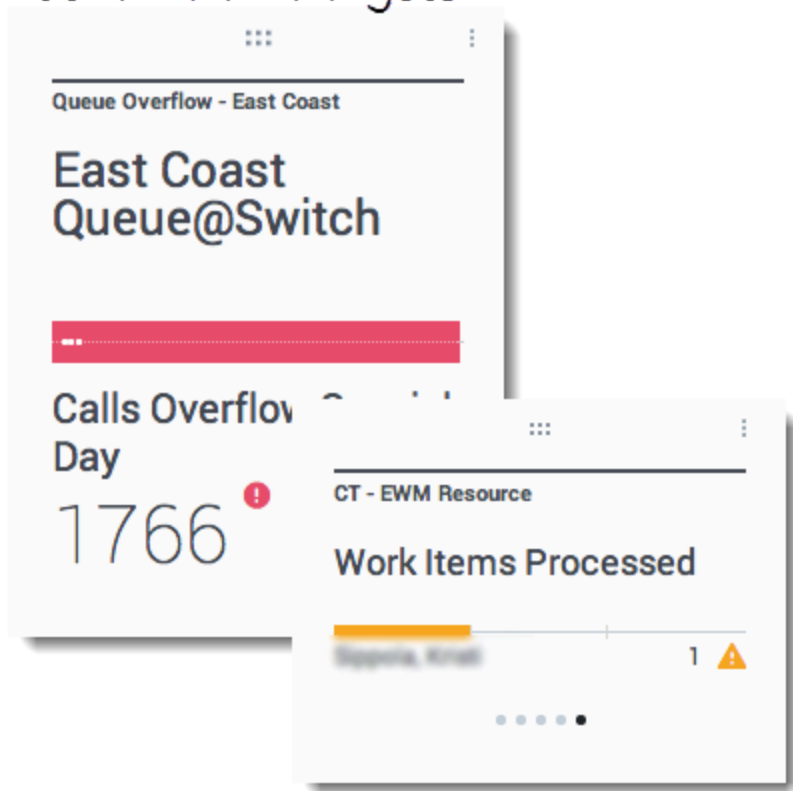 Queue Overflow - East Coast
East Coast
Queue@Switch
Calls Overflow
Day
1766
CT - EWM Resource
Work Items Processed
1